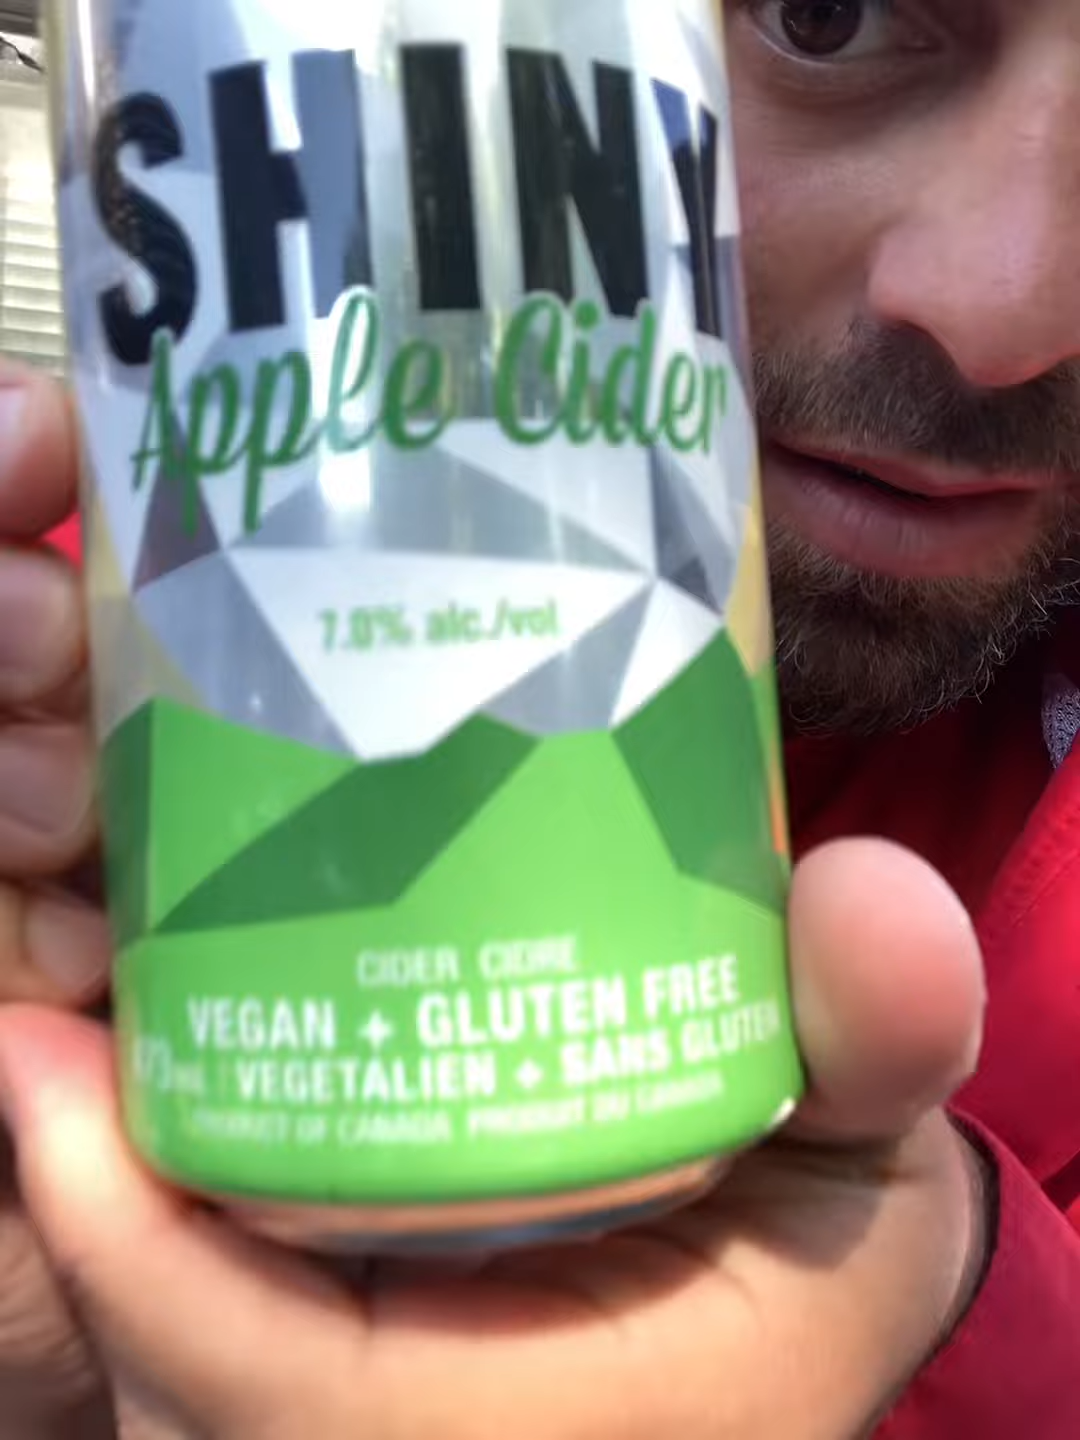 SHINY
Apple Cider
7.0% alc./vol
CIDER CIDRE
VEGAN + GLUTEN FREE
473mL VEGETALIEN + SANS GLUTEN
PRODUCT OF CANADA PRODUIT DU CANADA